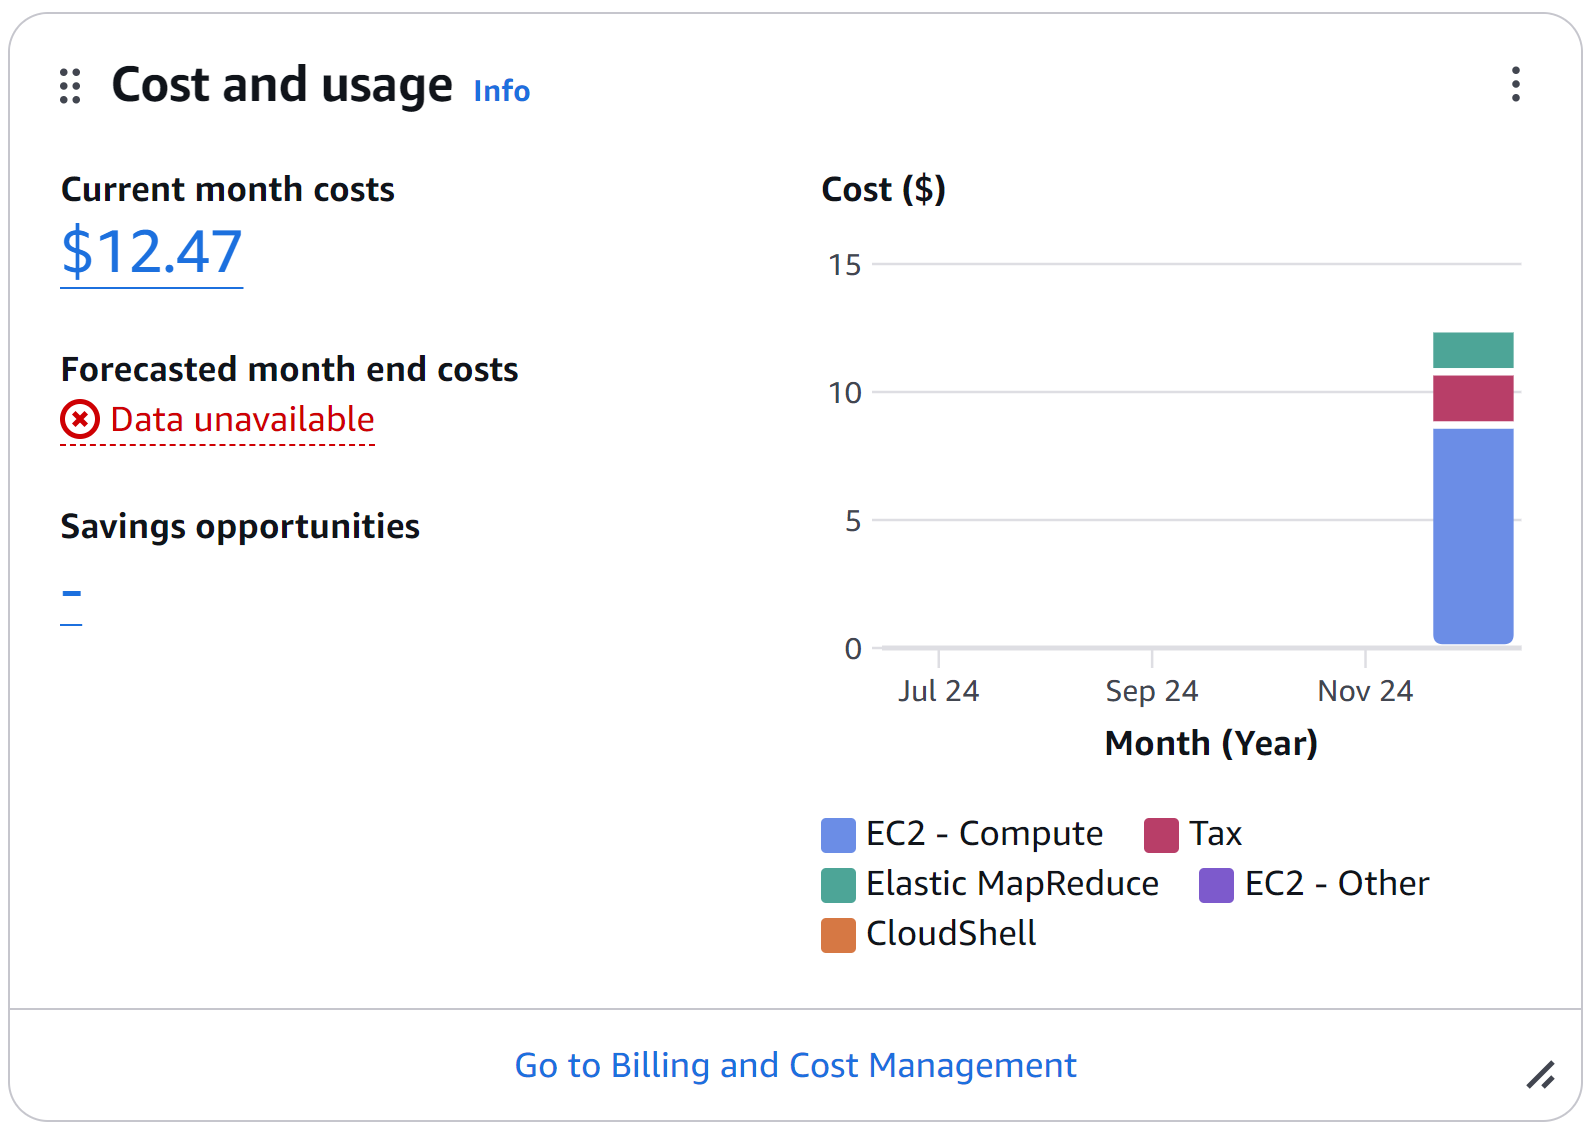 Cost and usage Info
Current month costs
$12.47
Forecasted month end costs
Data unavailable
Savings opportunities
-
Cost ($)
15
10
5
0
Jul 24 Sep 24 Nov 24
Month (Year)
EC2 - Compute Tax
Elastic MapReduce EC2 - Other
CloudShell
Go to Billing and Cost Management